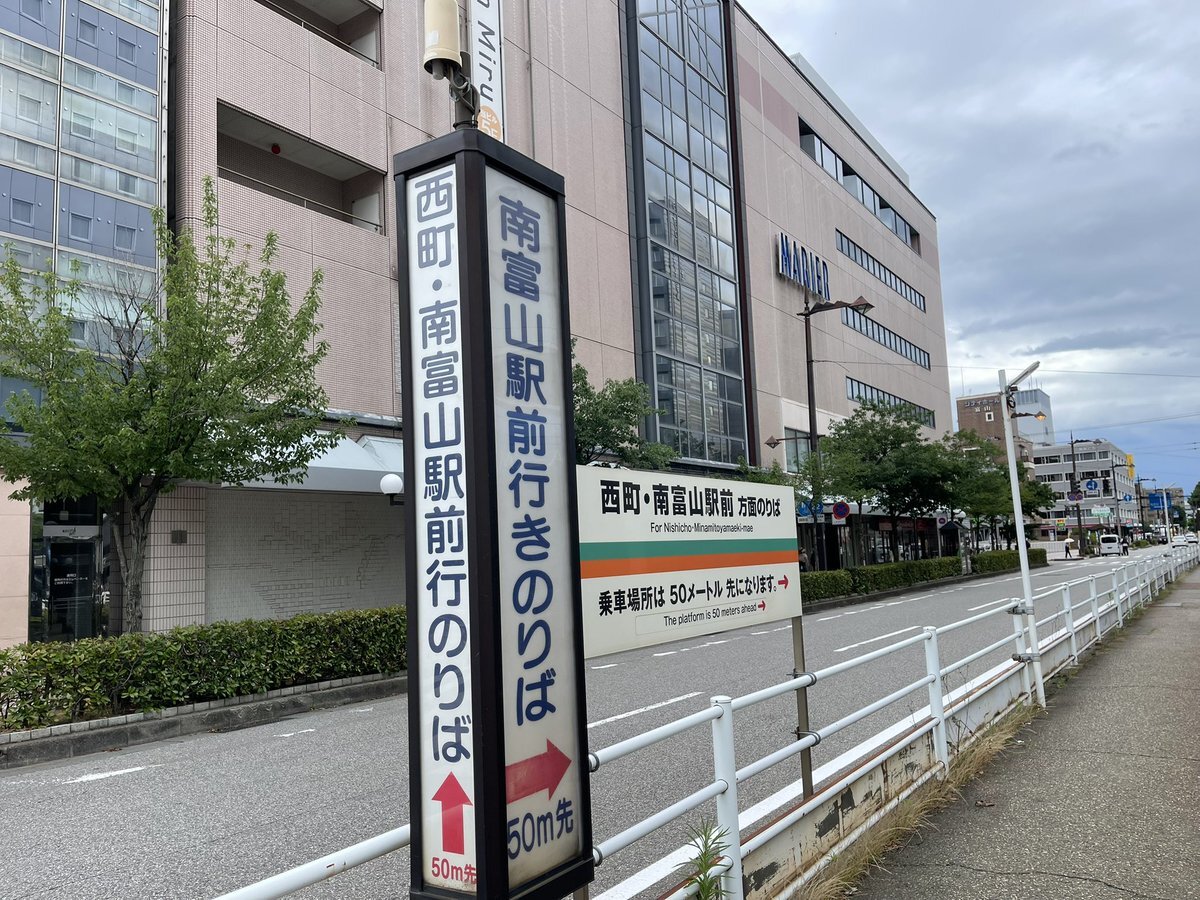 Miru
MARIER
西町・南富山駅前行のりば
50m先
南富山駅前行きのりば
50m先
西町・南富山駅前 方面のりば
For Nishicho・Minamitoyamaeki-mae
乗車場所は 50メートル 先になります。
The platform is 50 meters ahead